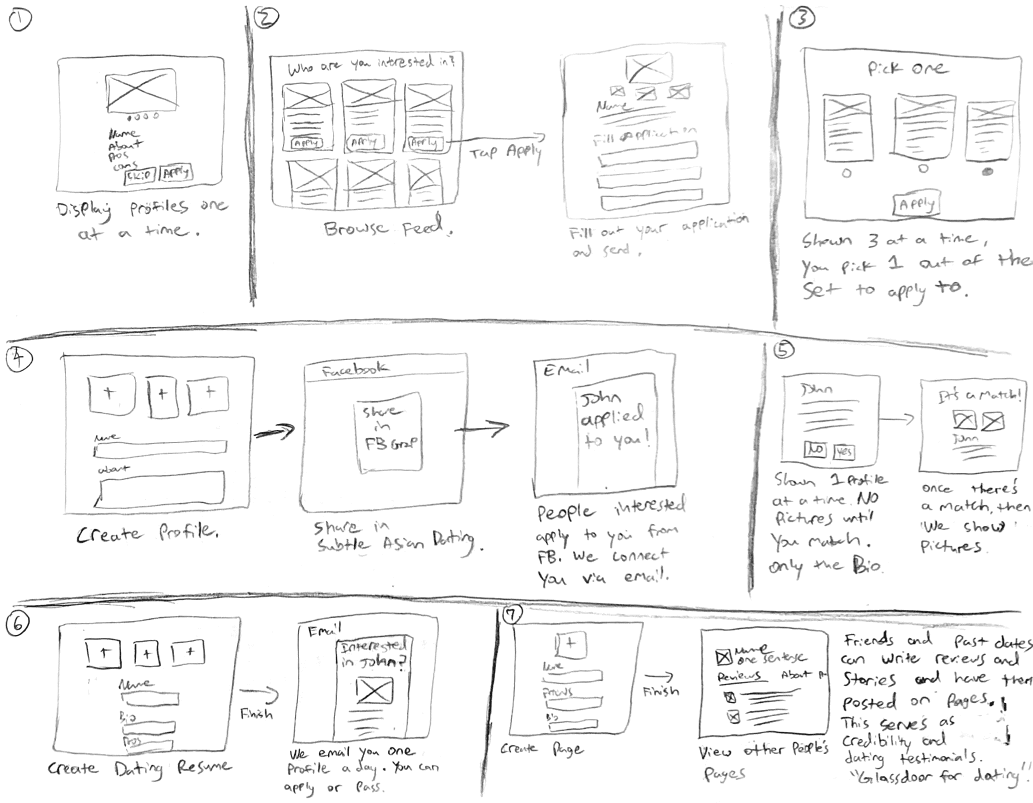 1
Name
About
Pros
Cons
Skip
Apply
Display Profiles one
at a time.
2
Who are you interested in?
Apply
Apply
Apply
Browse Feed.
Tap Apply
Name
Fill Application
Fill out your application
and send.
3
Pick one
Apply
Shown 3 at a time,
you pick 1 out of the
set to apply to.
4
Name
about
Create Profile.
Facebook
Share
in
FB Group
Share in
Subtle Asian Dating.
Email
John
applied
to you!
People interested
apply to you from
FB. We connect
you via email.
5
John
No
Yes
Shown 1 Profile
at a time. No
Pictures until
you match.
only the Bio.
It's a Match!
John
once there's
a match, then
we show
Pictures.
6
Name
Bio
Pros
Create Dating Resume
Finish
Email
Interested
in John?
We email you one
Profile a day. You can
apply or pass.
7
Name
Bio
Create Page
Finish
Name
one sentence
Reviews About
View other People's
Pages
Friends and Past dates
can write reviews and
Stories and have them
posted on Pages.
This serves as
credibility and
dating testimonials.
"Glassdoor for dating".